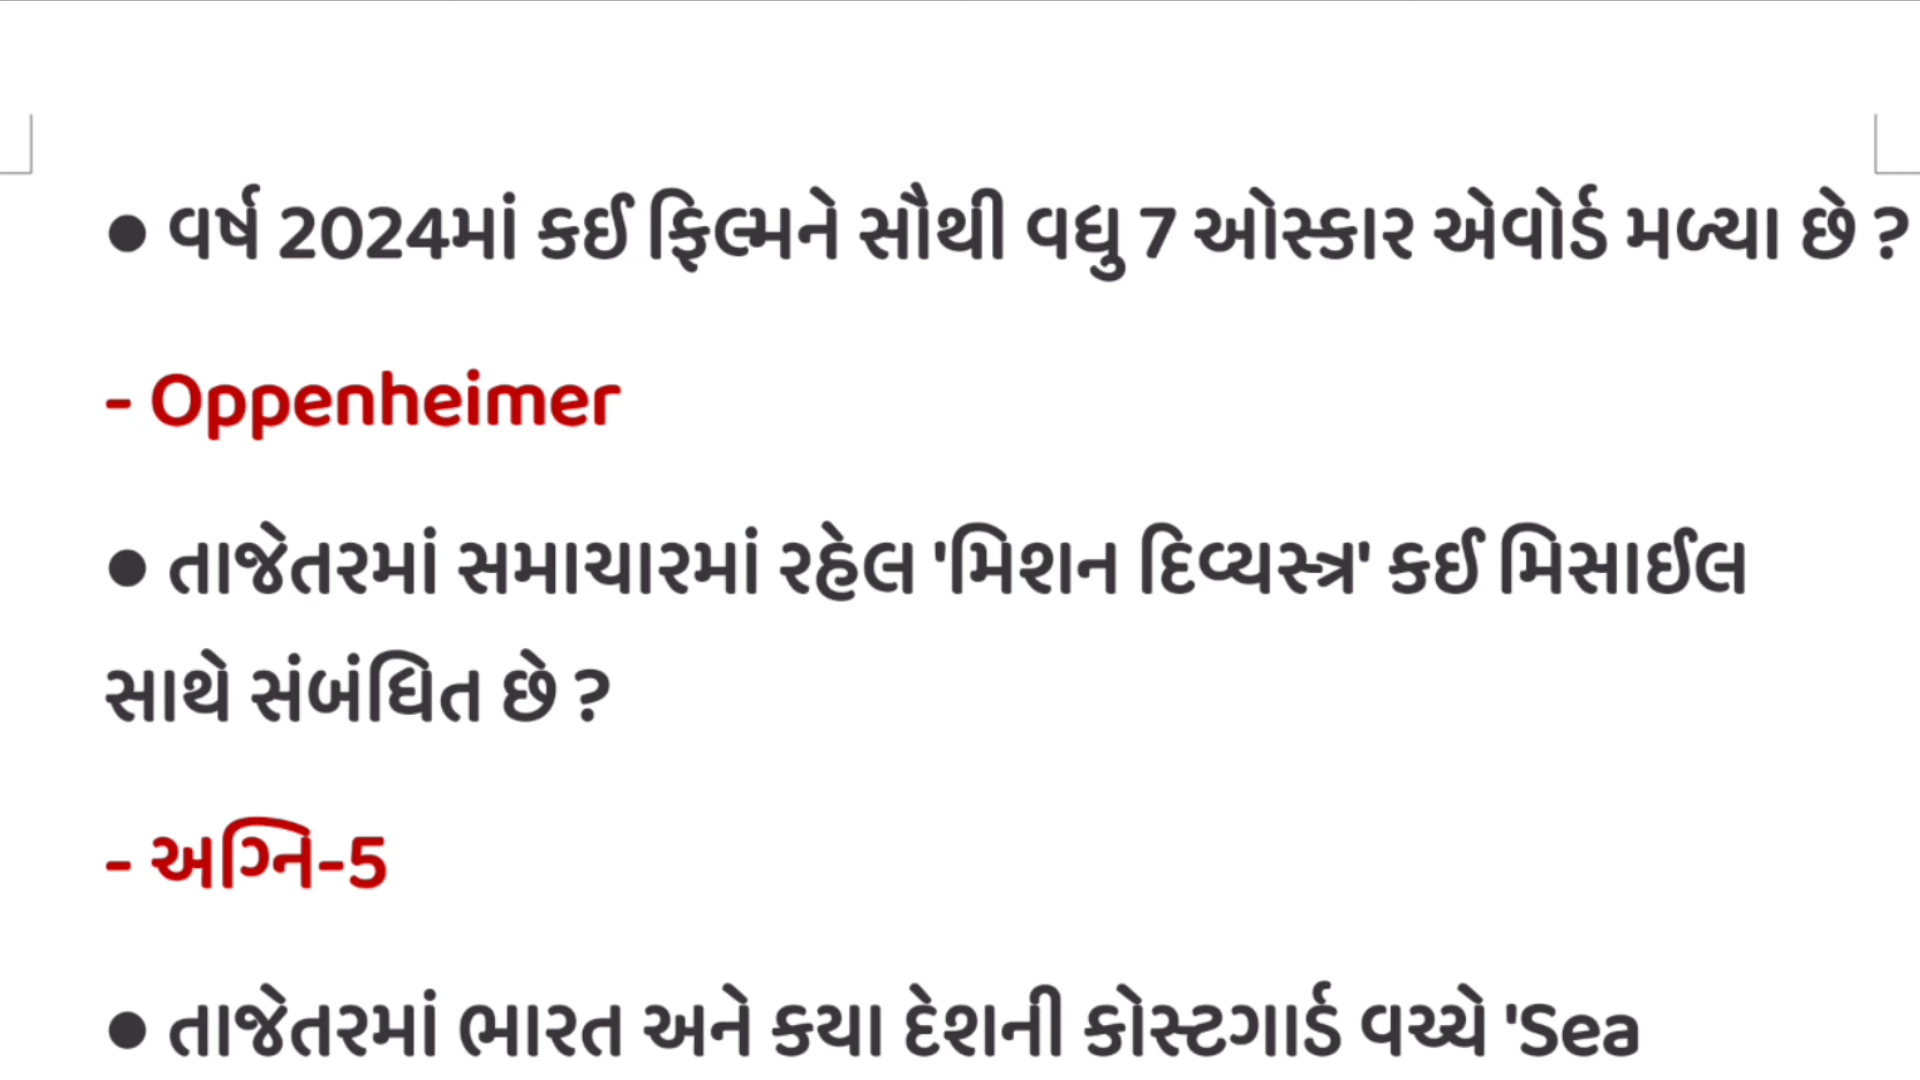 ● વર્ષ 2024માં કઈ ફિલ્મને સૌથી વધુ 7 ઓસ્કાર એવોર્ડ મળ્યા છે ?
- Oppenheimer
● તાજેતરમાં સમાચારમાં રહેલ 'મિશન દિવ્યસ્ત્ર' કઈ મિસાઈલ
સાથે સંબંધિત છે ?
- અગ્નિ-5
● તાજેતરમાં ભારત અને કયા દેશની કોસ્ટગાર્ડ વચ્ચે 'Sea